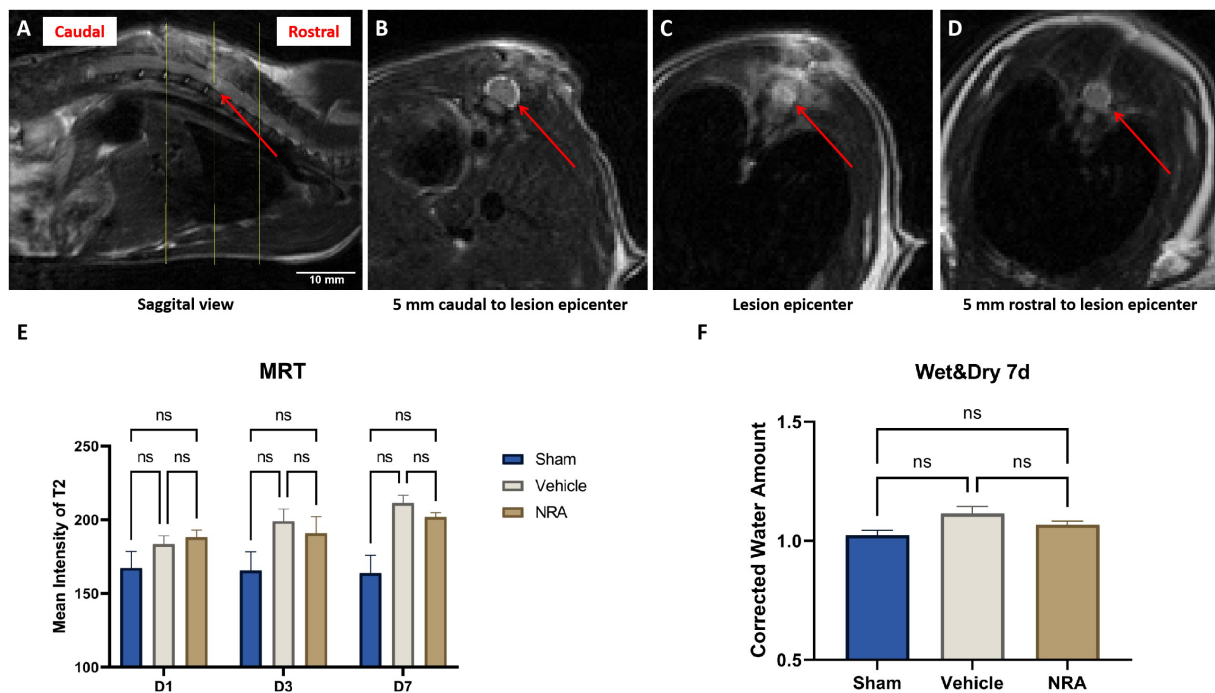 A
Caudal
Rostral
10 mm
Saggital view
B
5 mm caudal to lesion epicenter
C
Lesion epicenter
D
5 mm rostral to lesion epicenter
E
MRT
ns ns ns
ns ns ns ns ns ns
Mean Intensity of T2
250
200
150
100
D1 D3 D7
Sham
Vehicle
NRA
F
Wet&Dry 7d
ns
ns ns
Corrected Water Amount
1.5
1.0
0.5
Sham Vehicle NRA